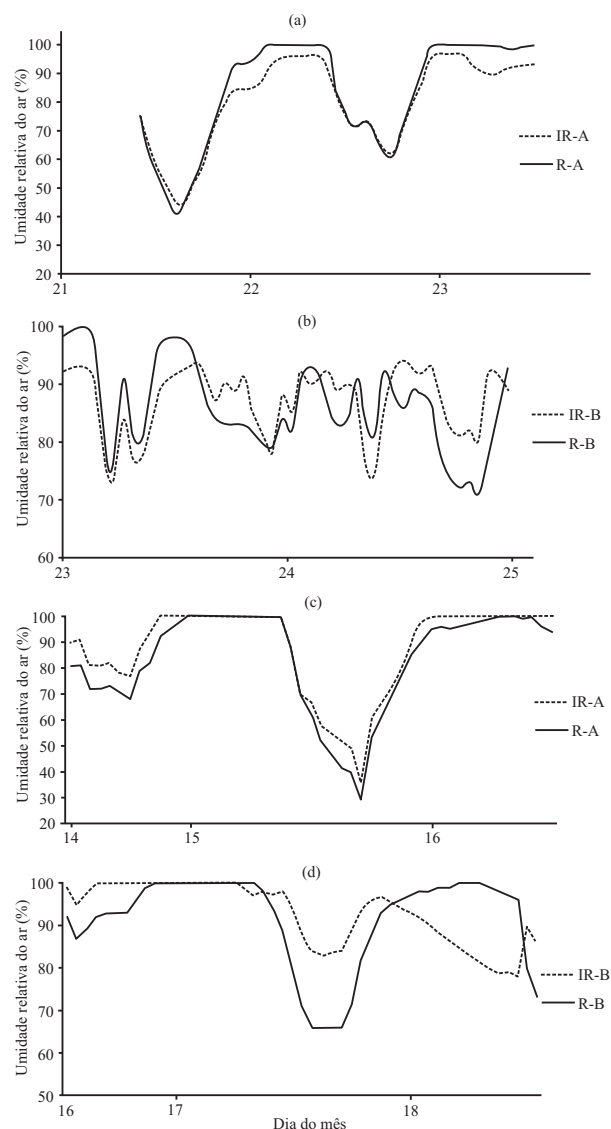 (a)
Umidade relativa do ar (%)
100
90
80
70
60
50
40
30
20
21
22
23
IR-A
R-A
(b)
Umidade relativa do ar (%)
100
90
80
70
60
23
24
25
IR-B
R-B
(c)
Umidade relativa do ar (%)
100
90
80
70
60
50
40
30
20
14
15
16
IR-A
R-A
(d)
Umidade relativa do ar (%)
100
90
80
70
60
50
16
17
18
IR-B
R-B
Dia do mês